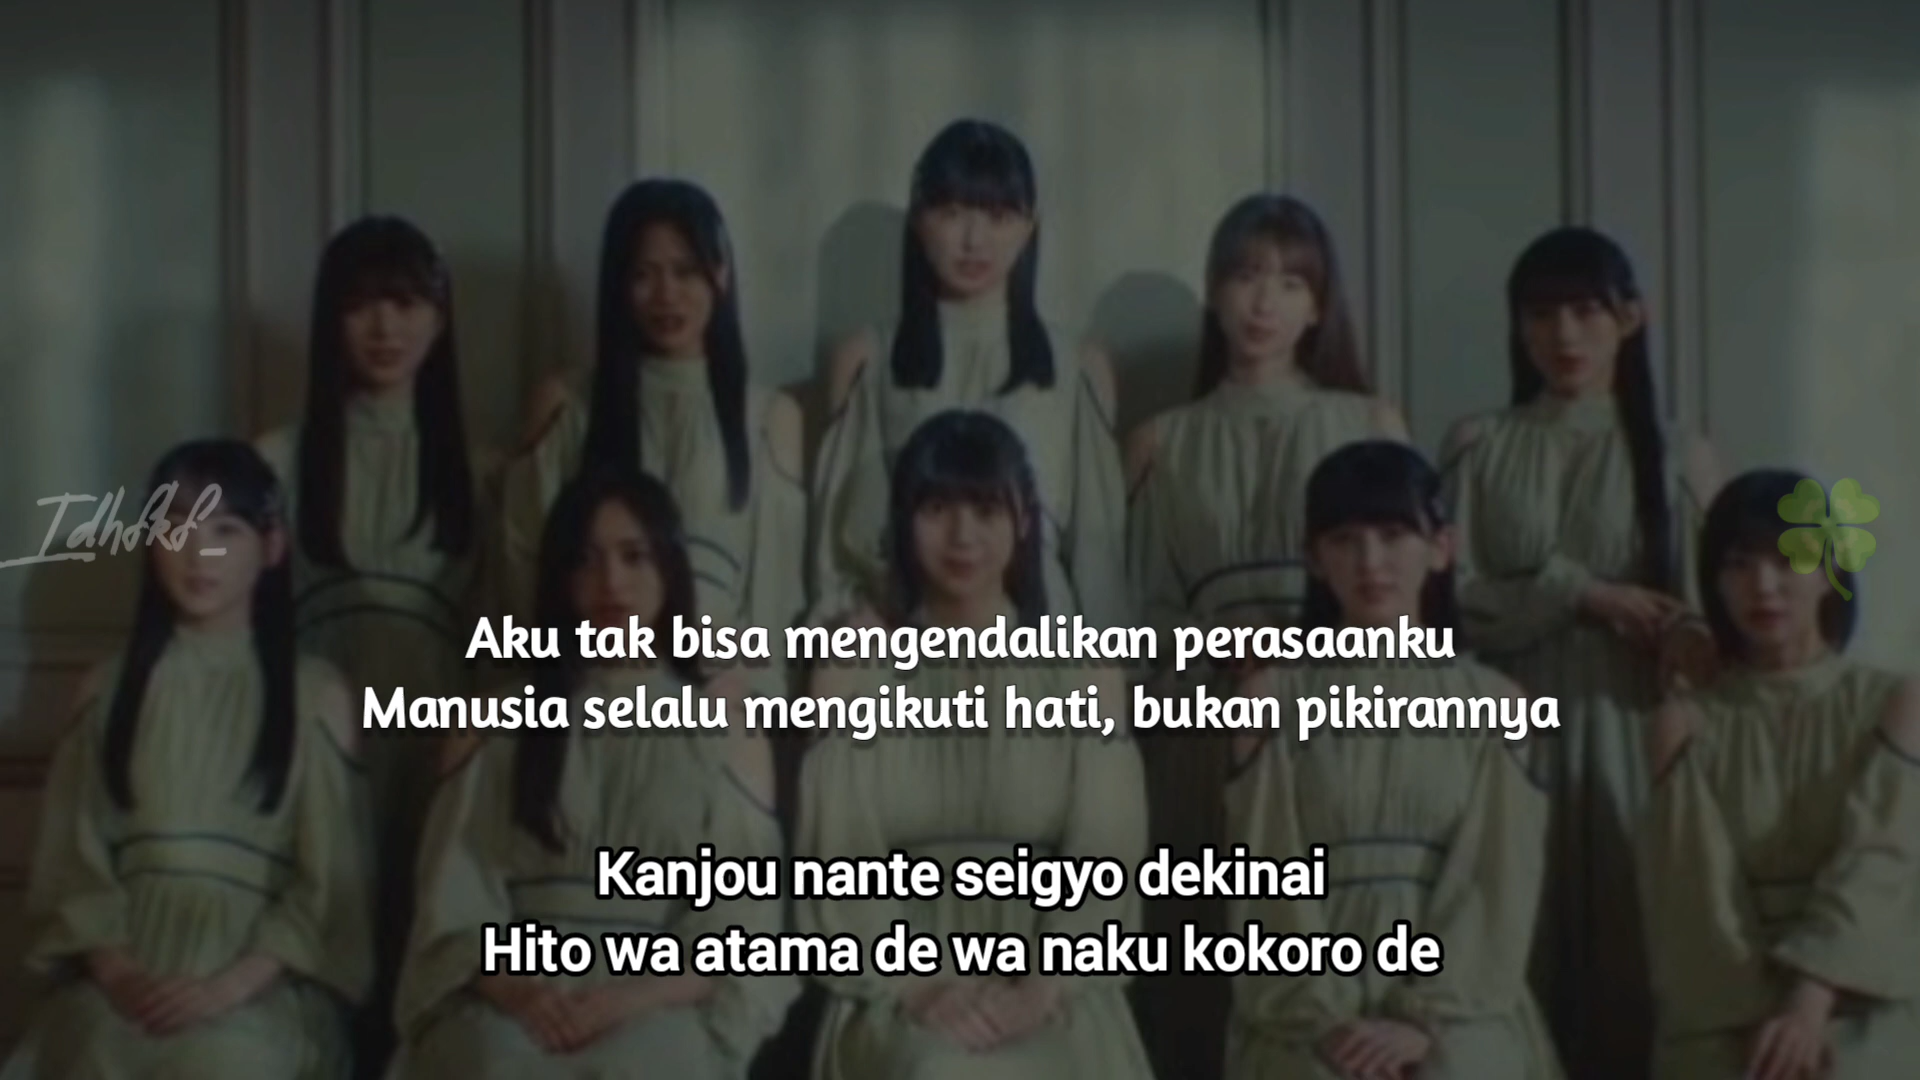 Idhoko_
Aku tak bisa mengendalikan perasaanku
Manusia selalu mengikuti hati, bukan pikirannya
Kanjou nante seigyo dekinai
Hito wa atama de wa naku kokoro de